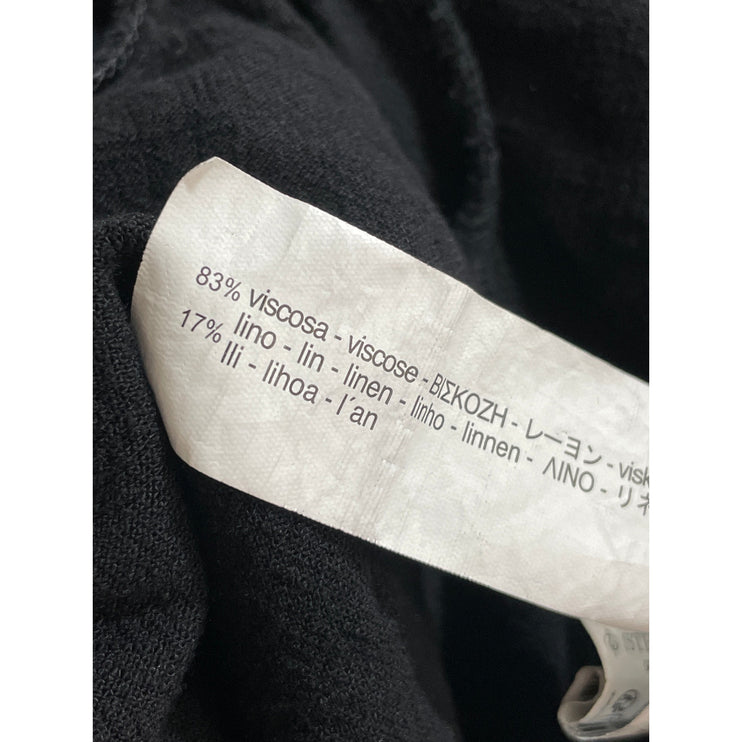 83% viscosa - viscose - ΒΙΣΚΟΖΗ - レーヨン - visk
17% lino - lin - linen - linho - linnen - ΛΙΝΟ - リネ
lli - lihoa - l´an